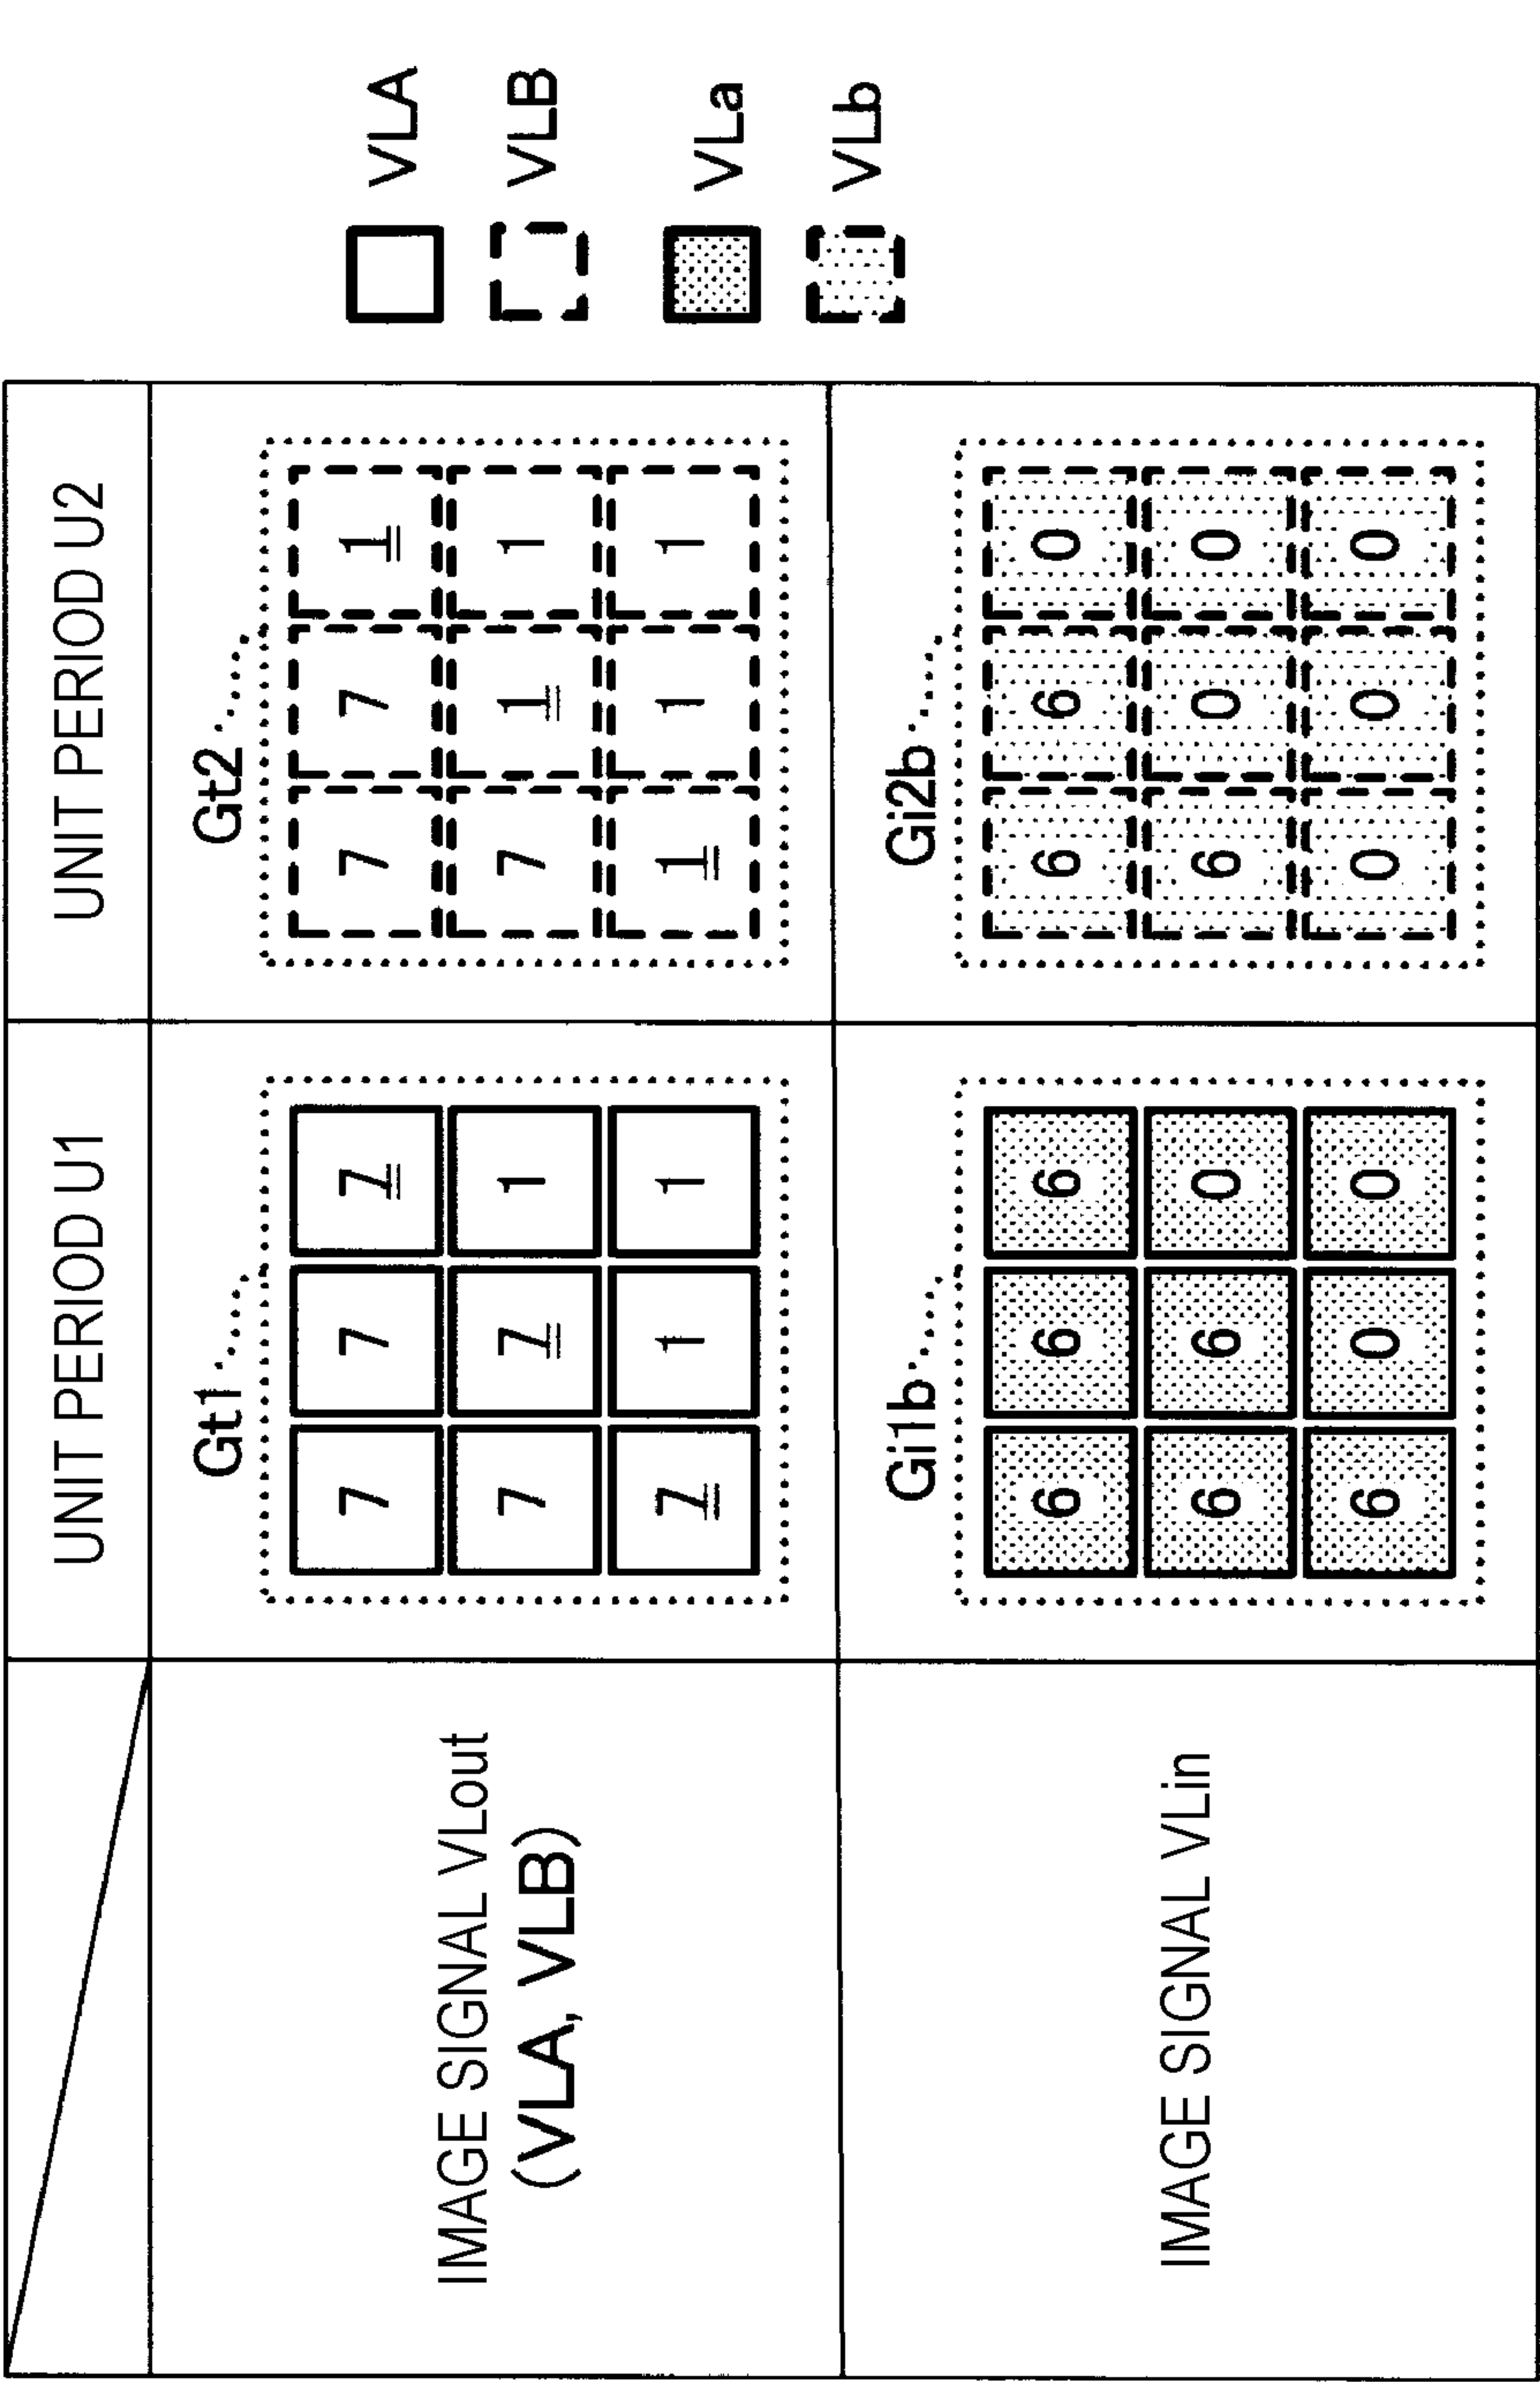 UNIT PERIOD U1
UNIT PERIOD U2
IMAGE SIGNAL VLout
(VLA, VLB)
Gt1
7 7 7
7 7 1
7 1 1
Gt2
7 7 1
7 1 1
1 1 1
IMAGE SIGNAL VLin
Gi1b
6 6 6
6 6 0
6 0 0
Gi2b
6 6 0
6 0 0
0 0 0
VLA
VLB
VLa
VLb